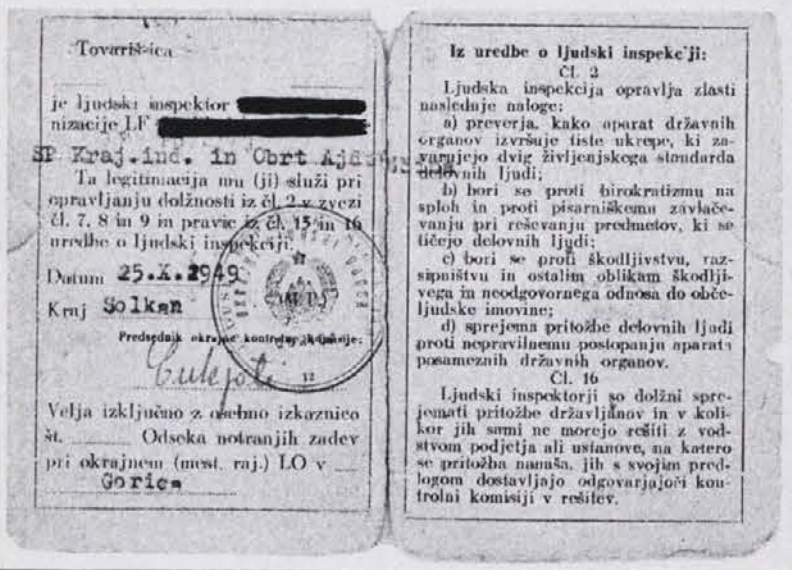 Tovarišica
je ljudski inspektor
nizacije LF
SP Kraj.ind. in Obrt
Ta legitimacija mu (ji) služi pri
opravljanju dolžnosti iz čl. 2 v zvezi
čl. 7, 8 in 9 in pravic iz čl. 15 in 16
uredbe o ljudski inspekciji.
Datum 25.X.1949
Kraj Solkan
Predsednik okrajne kontrolne komisije:
12
Velja izključno z osebno izkaznico
št. Odseka notranjih zadev
pri okrajnem (mest. raj.) LO v
Gorica
Iz uredbe o ljudski inspekciji:
Čl. 2
Ljudska inspekcija opravlja zlasti
naslednje naloge:
a) preverja, kako aparat državnih
organov izvršuje tiste ukrepe, ki za-
varujejo dvig življenjskega standarda
delovnih ljudi;
b) bori se proti birokratizmu na
sploh in proti pisarniškemu zavlače-
vanju pri reševanju predmetov, ki se
tičejo delovnih ljudi;
c) bori se proti škodljivstvu, raz-
sipništvu in ostalim oblikam škodlji-
vega in neodgovornega odnosa do obče-
ljudske imovine;
d) sprejema pritožbe delovnih ljudi
proti nepravilnemu postopanju aparata
posameznih državnih organov.
Čl. 16
Ljudski inspektorji so dolžni spre-
jemati pritožbe državljanov in v koli-
kor jih sami ne morejo rešiti z vod-
stvom podjetja ali ustanove, na katero
se pritožba nanaša, jih s svojim pred-
logom dostavljajo odgovarjajoči kon-
trolni komisiji v rešitev.